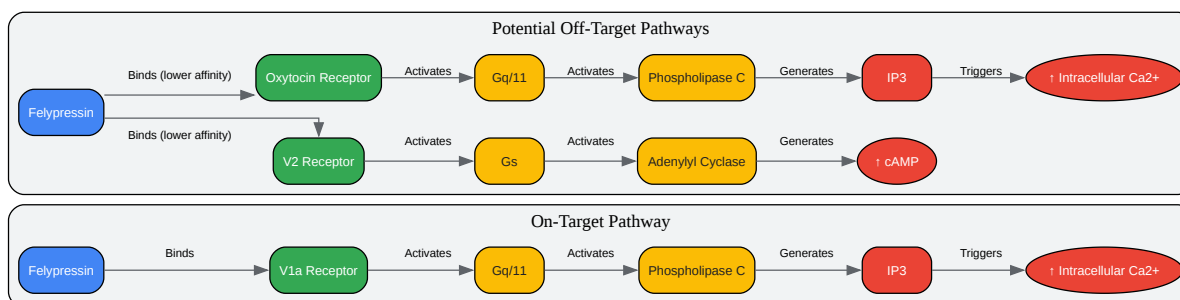 Potential Off-Target Pathways
Binds (lower affinity)
Oxytocin Receptor
Activates
Gq/11
Activates
Phospholipase C
Generates
IP3
Triggers
↑ Intracellular Ca2+
Felypressin
Binds (lower affinity)
V2 Receptor
Activates
Gs
Activates
Adenylyl Cyclase
Generates
↑ cAMP
On-Target Pathway
Felypressin
Binds
V1a Receptor
Activates
Gq/11
Activates
Phospholipase C
Generates
IP3
Triggers
↑ Intracellular Ca2+